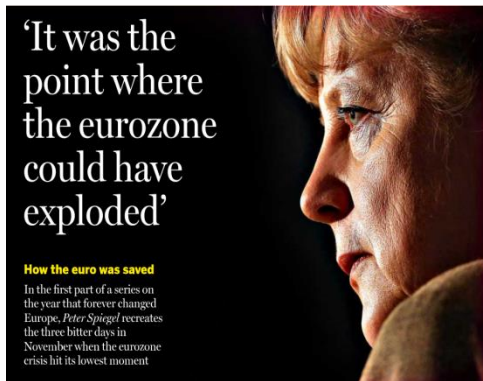 ‘It was the
point where
the eurozone
could have
exploded’
How the euro was saved
In the first part of a series on
the year that forever changed
Europe, Peter Spiegel recreates
the three bitter days in
November when the eurozone
crisis hit its lowest moment